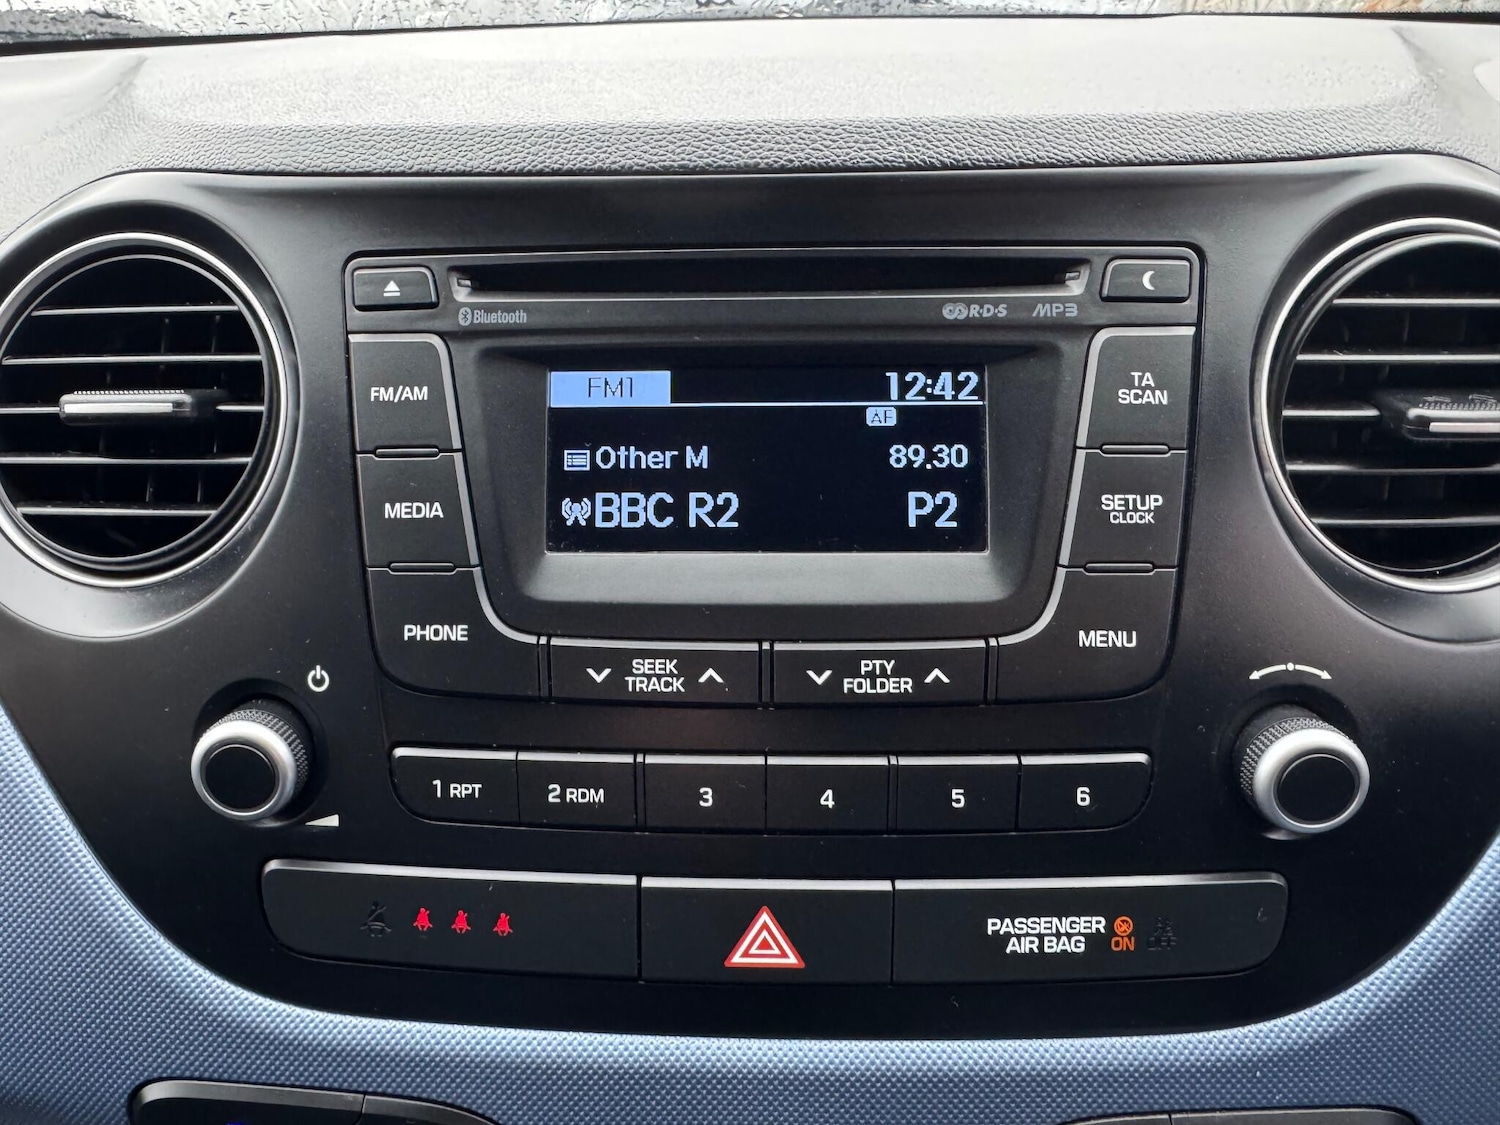 Bluetooth
R·D·S
MP3
FM/AM
FM1
12:42
TA
SCAN
AF
Other M
89.30
MEDIA
BBC R2
P2
SETUP
CLOCK
PHONE
MENU
SEEK
TRACK
PTY
FOLDER
1 RPT
2 RDM
3
4
5
6
PASSENGER
AIR BAG
ON
OFF